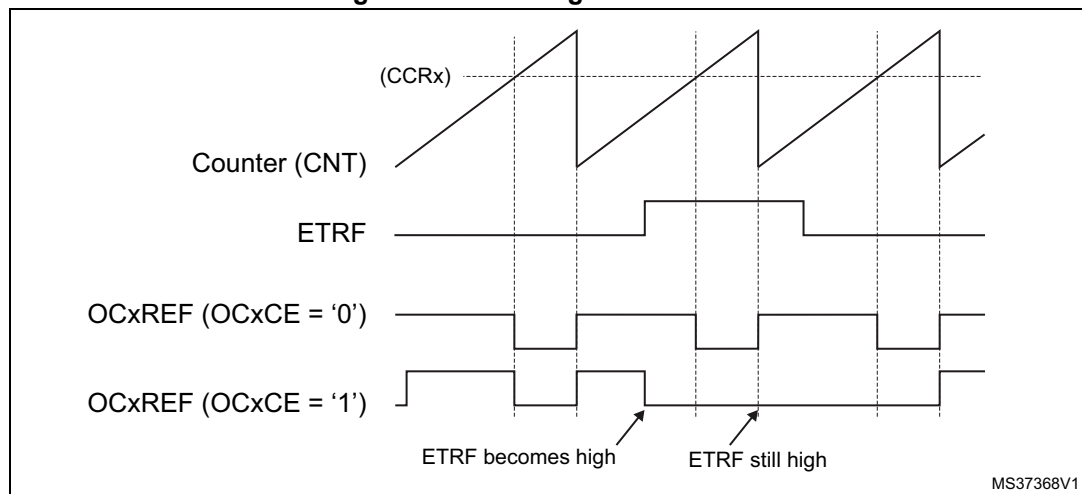 (CCRx)
Counter (CNT)
ETRF
OCxREF (OCxCE = ‘0’)
OCxREF (OCxCE = ‘1’)
ETRF becomes high
ETRF still high
MS37368V1